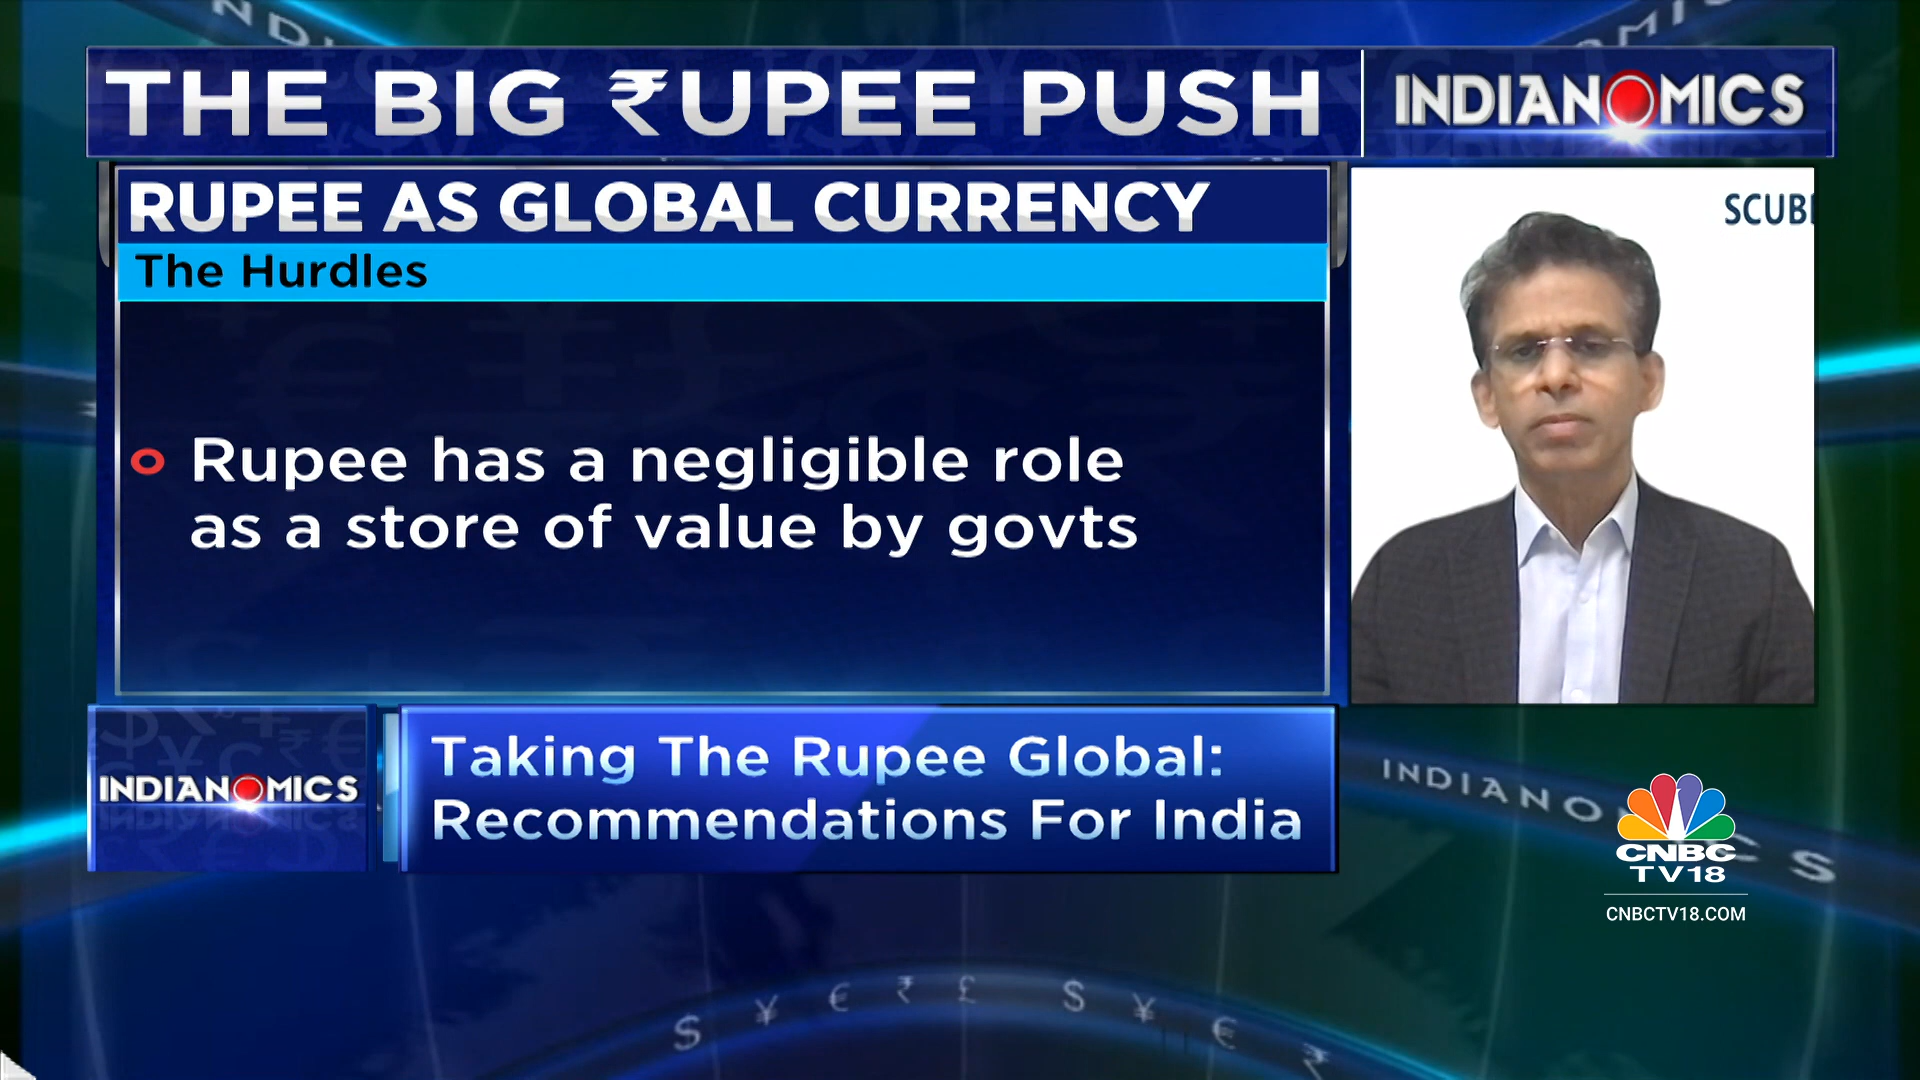 THE BIG ₹UPEE PUSH
INDIANOMICS
RUPEE AS GLOBAL CURRENCY
The Hurdles
SCUB
Rupee has a negligible role
as a store of value by govts
INDIANOMICS
Taking The Rupee Global:
Recommendations For India
INDIANOMICS
CNBC
TV18
CNBCTV18.COM
$ ¥ € ₹ £ $ ¥ € ₹